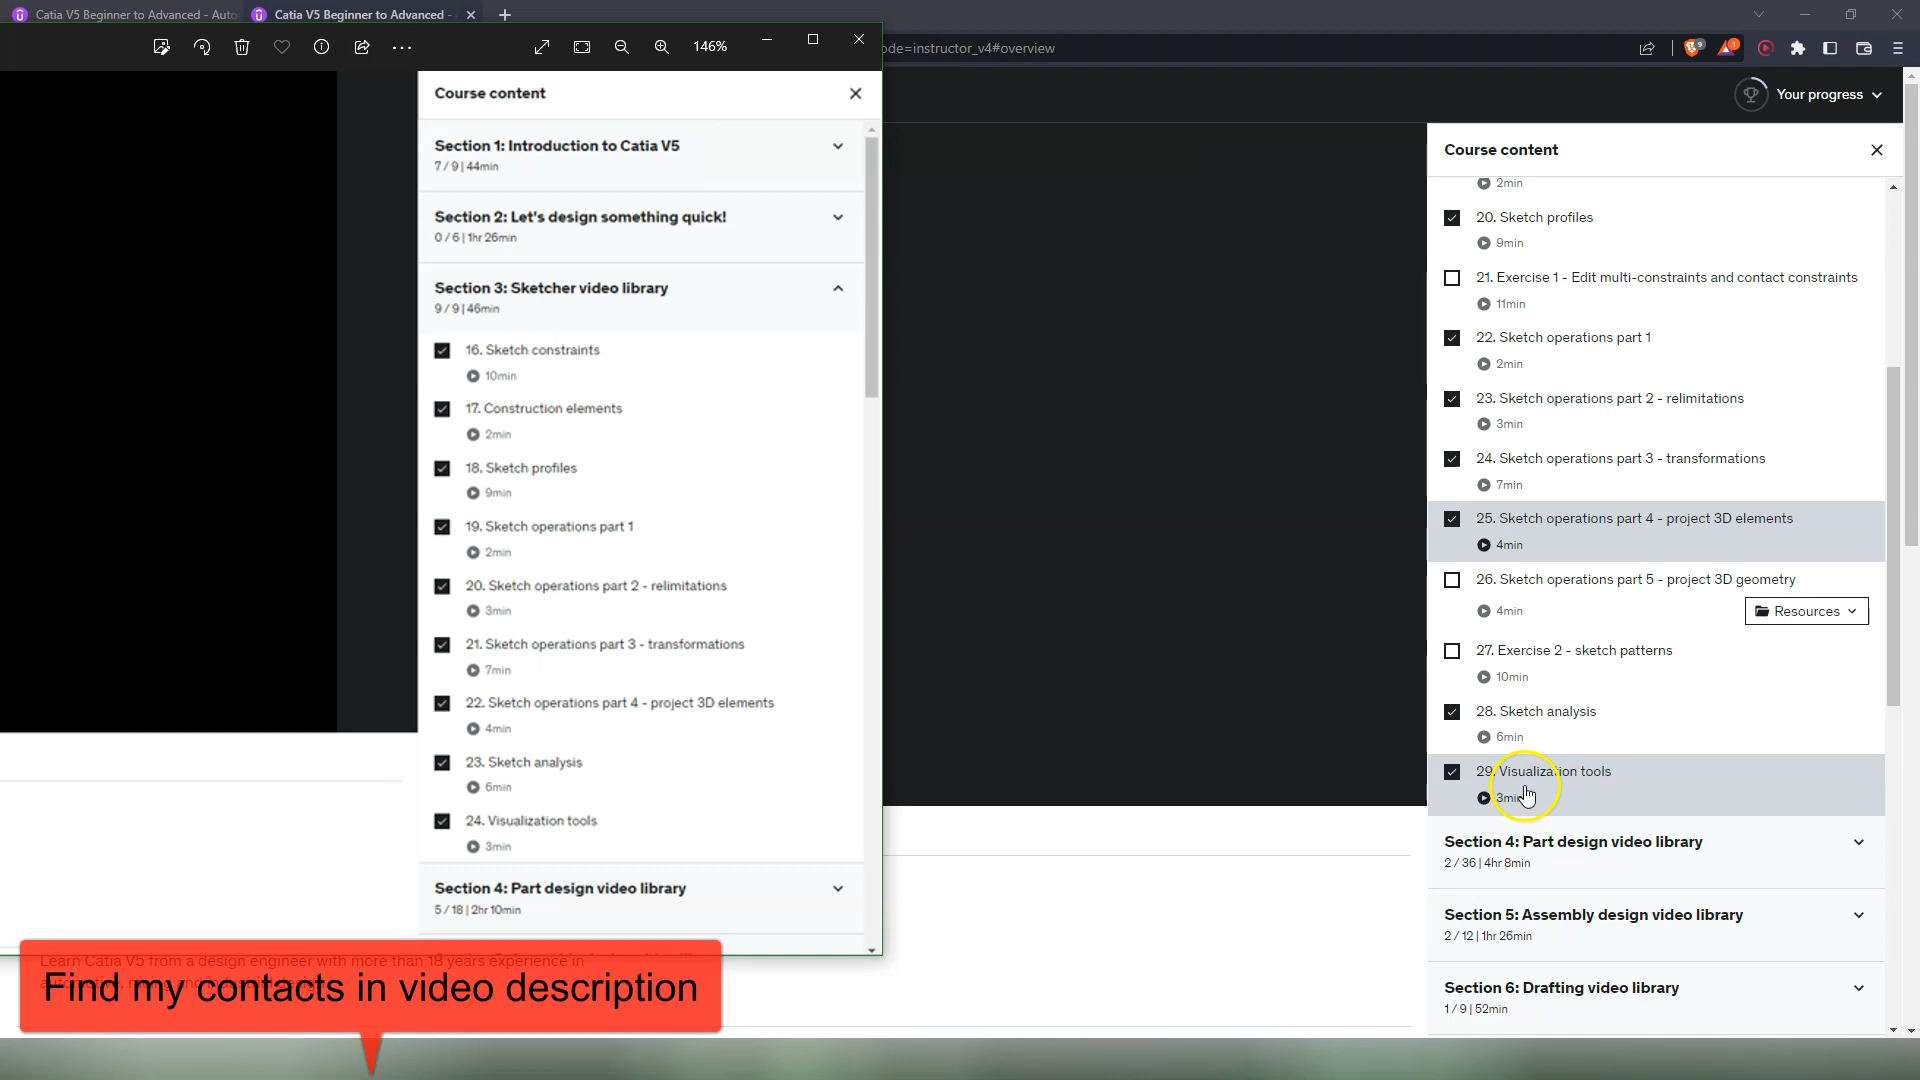 Catia V5 Beginner to Advanced - Auto
Catia V5 Beginner to Advanced -
146%
ode=instructor_v4#overview
9
1
Your progress
Course content
Section 1: Introduction to Catia V5
7 / 9 | 44min
Section 2: Let's design something quick!
0 / 6 | 1hr 26min
Section 3: Sketcher video library
9 / 9 | 46min
16. Sketch constraints
10min
17. Construction elements
2min
18. Sketch profiles
9min
19. Sketch operations part 1
2min
20. Sketch operations part 2 - relimitations
3min
21. Sketch operations part 3 - transformations
7min
22. Sketch operations part 4 - project 3D elements
4min
23. Sketch analysis
6min
24. Visualization tools
3min
Section 4: Part design video library
5 / 18 | 2hr 10min
Course content
2min
20. Sketch profiles
9min
21. Exercise 1 - Edit multi-constraints and contact constraints
11min
22. Sketch operations part 1
2min
23. Sketch operations part 2 - relimitations
3min
24. Sketch operations part 3 - transformations
7min
25. Sketch operations part 4 - project 3D elements
4min
26. Sketch operations part 5 - project 3D geometry
4min
Resources
27. Exercise 2 - sketch patterns
10min
28. Sketch analysis
6min
29. Visualization tools
3min
Section 4: Part design video library
2 / 36 | 4hr 8min
Section 5: Assembly design video library
2 / 12 | 1hr 26min
Section 6: Drafting video library
1 / 9 | 52min
Learn Catia V5 from a design engineer with more than 18 years experience in
Find my contacts in video description